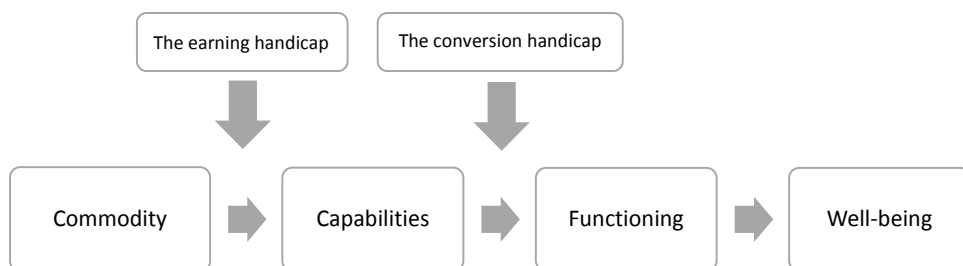 The earning handicap
The conversion handicap
Commodity
Capabilities
Functioning
Well-being